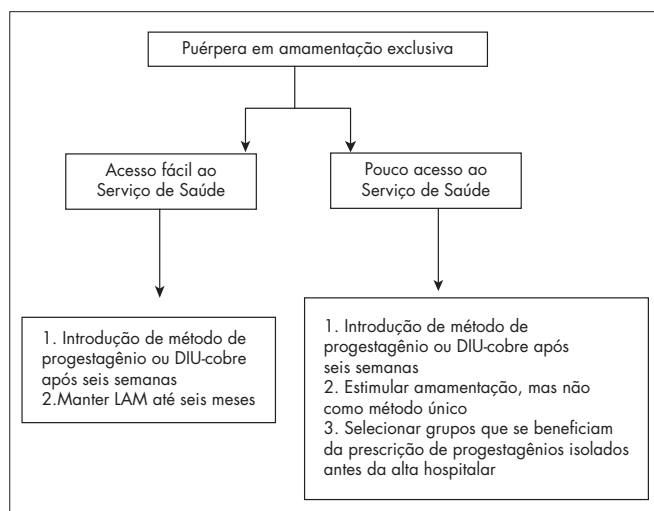 Puérpera em amamentação exclusiva
Acesso fácil ao
Serviço de Saúde
Pouco acesso ao
Serviço de Saúde
1. Introdução de método de
progestagênio ou DIU-cobre
após seis semanas
2.Manter LAM até seis meses
1. Introdução de método de
progestagênio ou DIU-cobre após
seis semanas
2. Estimular amamentação, mas não
como método único
3. Selecionar grupos que se beneficiam
da prescrição de progestagênios isolados
antes da alta hospitalar